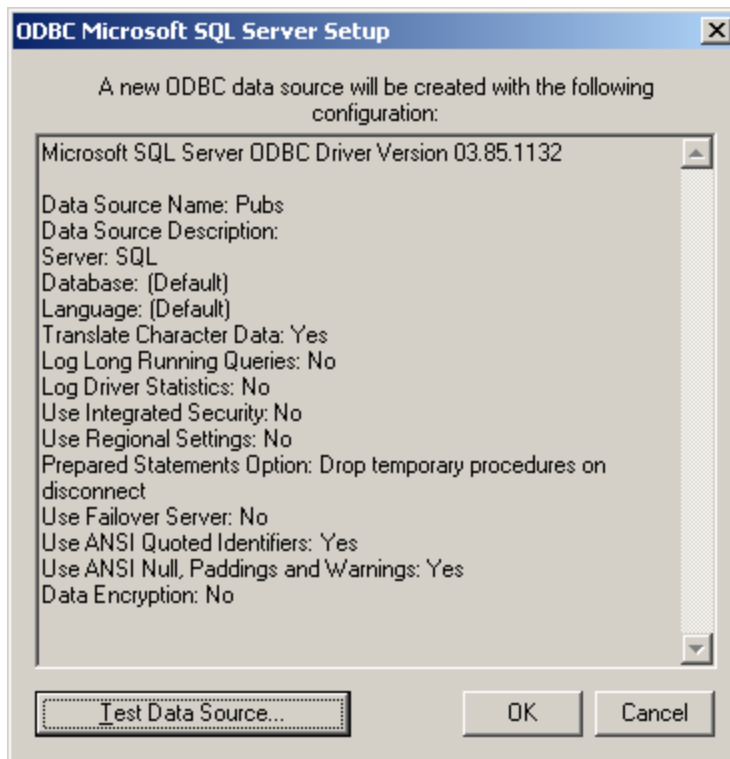 ODBC Microsoft SQL Server Setup
A new ODBC data source will be created with the following
configuration:
Microsoft SQL Server ODBC Driver Version 03.85.1132
Data Source Name: Pubs
Data Source Description:
Server: SQL
Database: (Default)
Language: (Default)
Translate Character Data: Yes
Log Long Running Queries: No
Log Driver Statistics: No
Use Integrated Security: No
Use Regional Settings: No
Prepared Statements Option: Drop temporary procedures on
disconnect
Use Failover Server: No
Use ANSI Quoted Identifiers: Yes
Use ANSI Null, Paddings and Warnings: Yes
Data Encryption: No
Test Data Source... OK Cancel